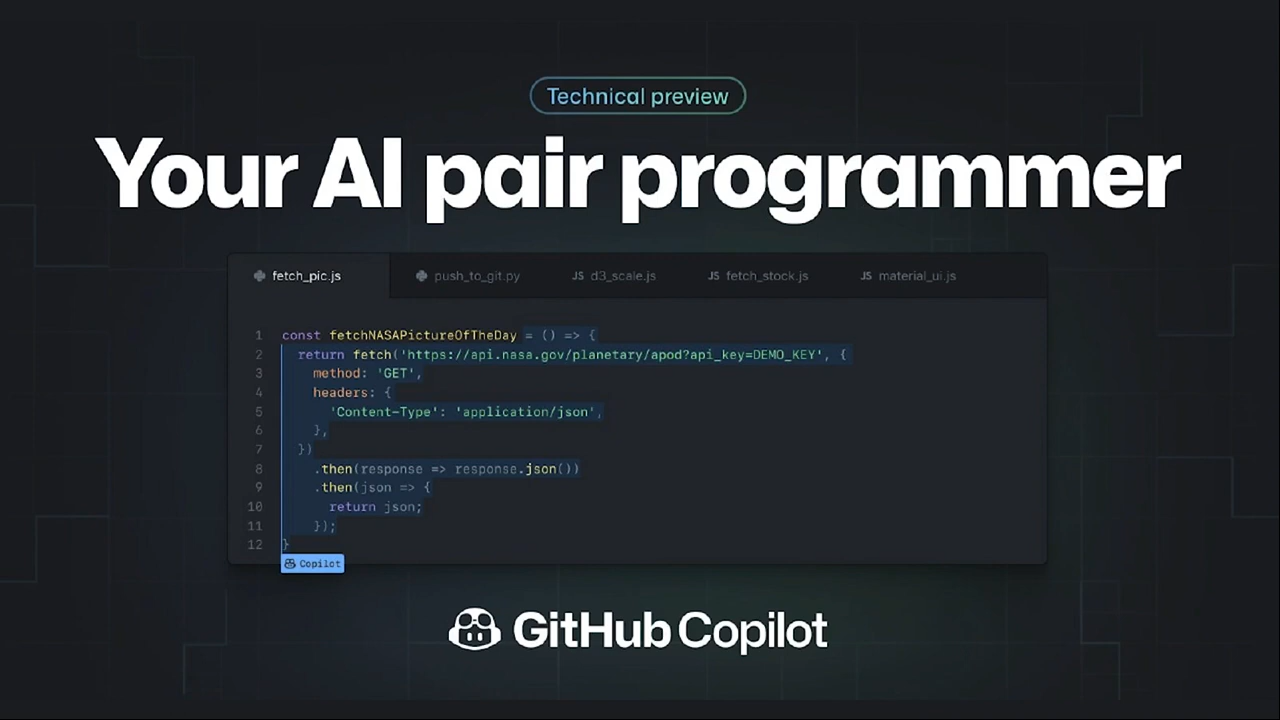 Technical preview
Your AI pair programmer
fetch_pic.js push_to_git.py JS d3_scale.js JS fetch_stock.js JS material_ui.js
1 const fetchNASAPictureOfTheDay = () => {
2 return fetch('https://api.nasa.gov/planetary/apod?api_key=DEMO_KEY', {
3 method: 'GET',
4 headers: {
5 'Content-Type': 'application/json',
6 },
7 })
8 .then(response => response.json())
9 .then(json => {
10 return json;
11 });
12 }
Copilot
GitHub Copilot